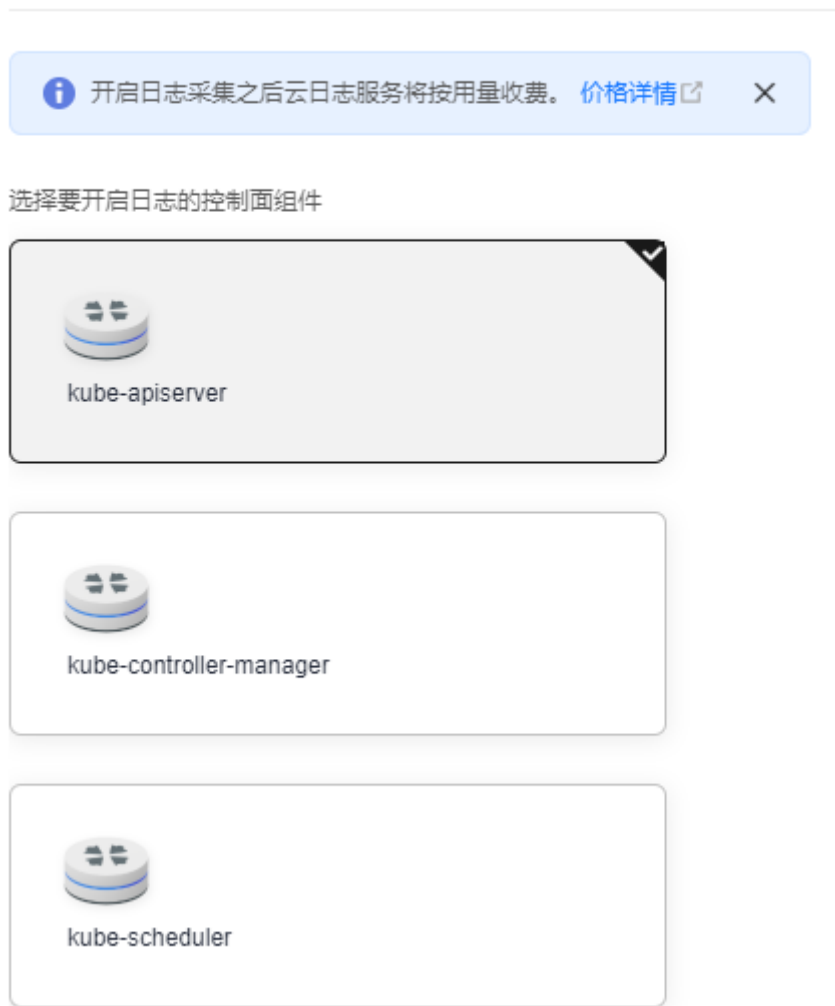 开启日志采集之后云日志服务将按用量收费。 价格详情
选择要开启日志的控制面组件
kube-apiserver
kube-controller-manager
kube-scheduler